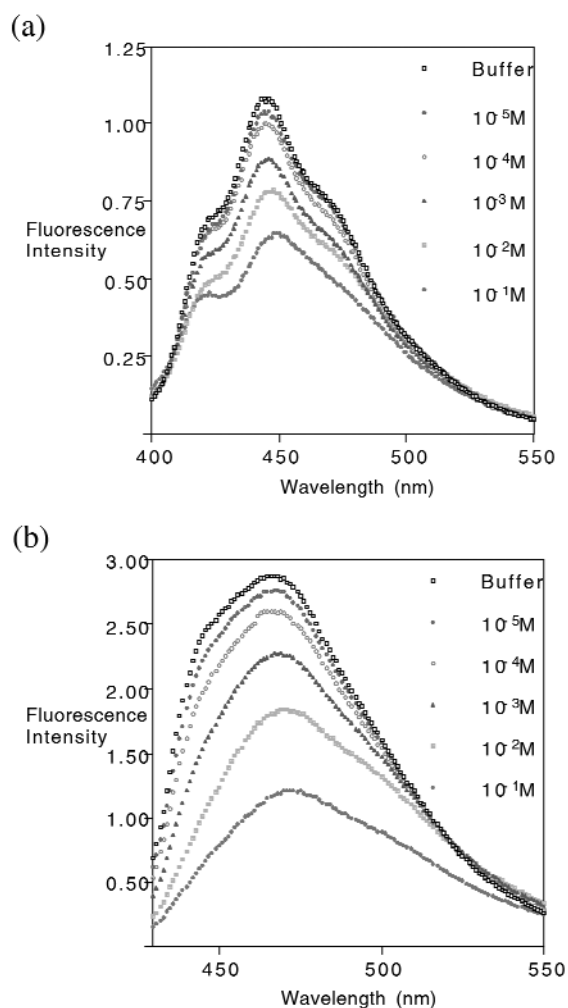 (a)
1.25
1.00
0.75
0.50
0.25
Fluorescence
Intensity
Buffer
10-5M
10-4M
10-3 M
10-2M
10-1M
400 450 500 550
Wavelength (nm)
(b)
3.00
2.50
2.00
1.50
1.00
0.50
Fluorescence
Intensity
Buffer
10-5M
10-4M
10-3M
10-2M
10-1M
450 500 550
Wavelength (nm)